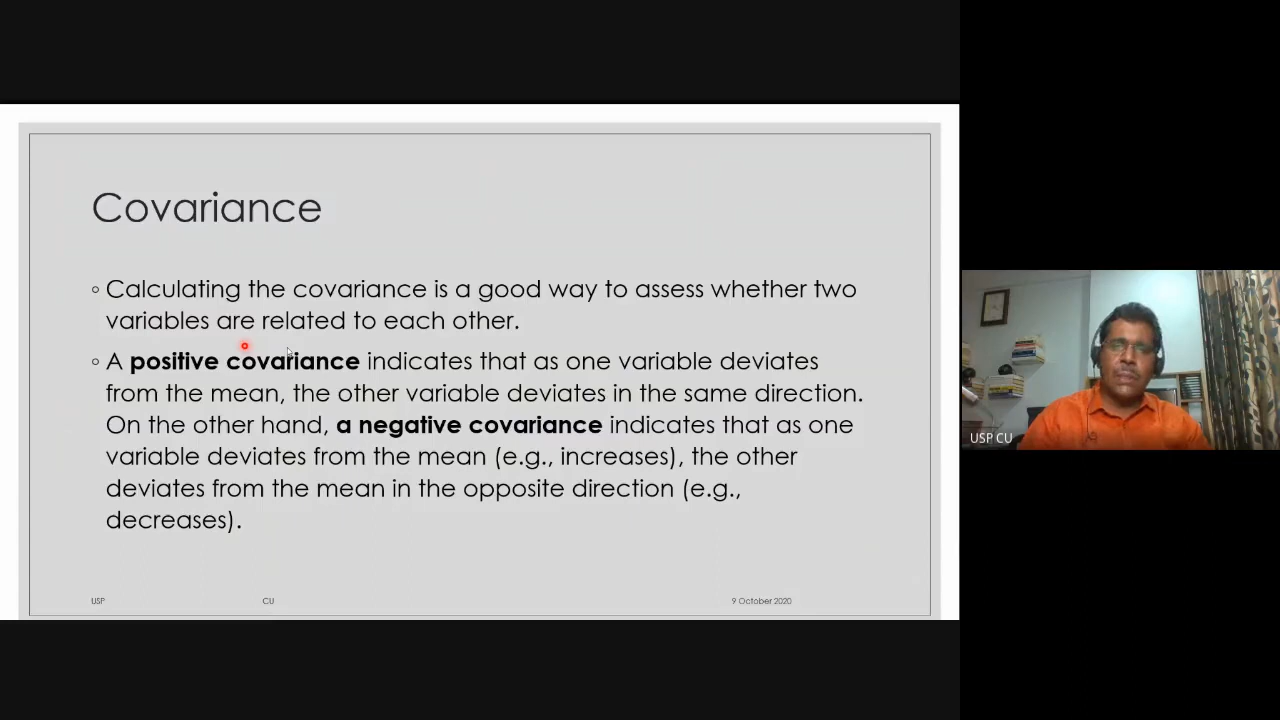 Covariance
◦ Calculating the covariance is a good way to assess whether two
variables are related to each other.
◦ A positive covariance indicates that as one variable deviates
from the mean, the other variable deviates in the same direction.
On the other hand, a negative covariance indicates that as one
variable deviates from the mean (e.g., increases), the other
deviates from the mean in the opposite direction (e.g.,
decreases).
USP CU 9 October 2020
USP CU